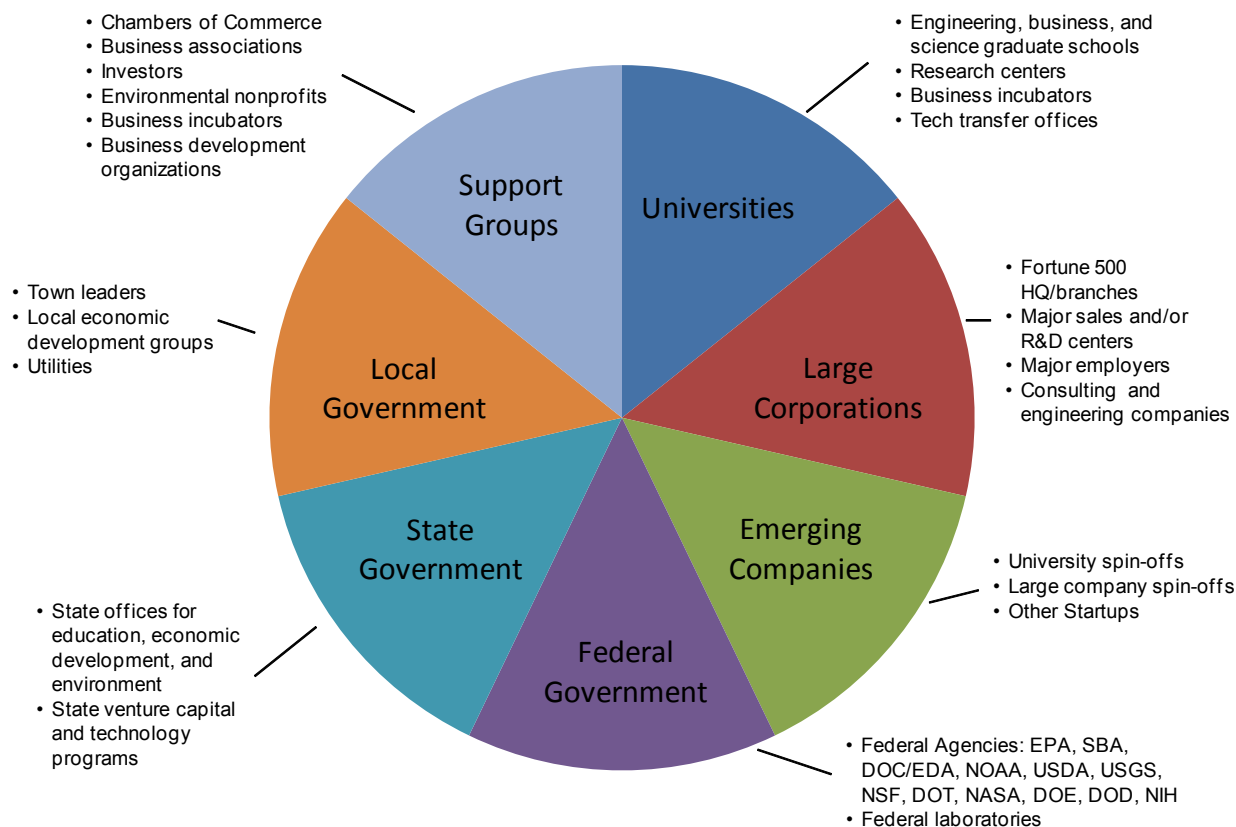 • Chambers of Commerce
• Business associations
• Investors
• Environmental nonprofits
• Business incubators
• Business development
organizations
• Engineering, business, and
science graduate schools
• Research centers
• Business incubators
• Tech transfer offices
Support
Groups
Universities
• Town leaders
• Local economic
development groups
• Utilities
• Fortune 500
HQ/branches
• Major sales and/or
R&D centers
• Major employers
• Consulting and
engineering companies
Local
Government
Large
Corporations
State
Government
Emerging
Companies
• University spin-offs
• Large company spin-offs
• Other Startups
• State offices for
education, economic
development, and
environment
• State venture capital
and technology
programs
Federal
Government
• Federal Agencies: EPA, SBA,
DOC/EDA, NOAA, USDA, USGS,
NSF, DOT, NASA, DOE, DOD, NIH
• Federal laboratories